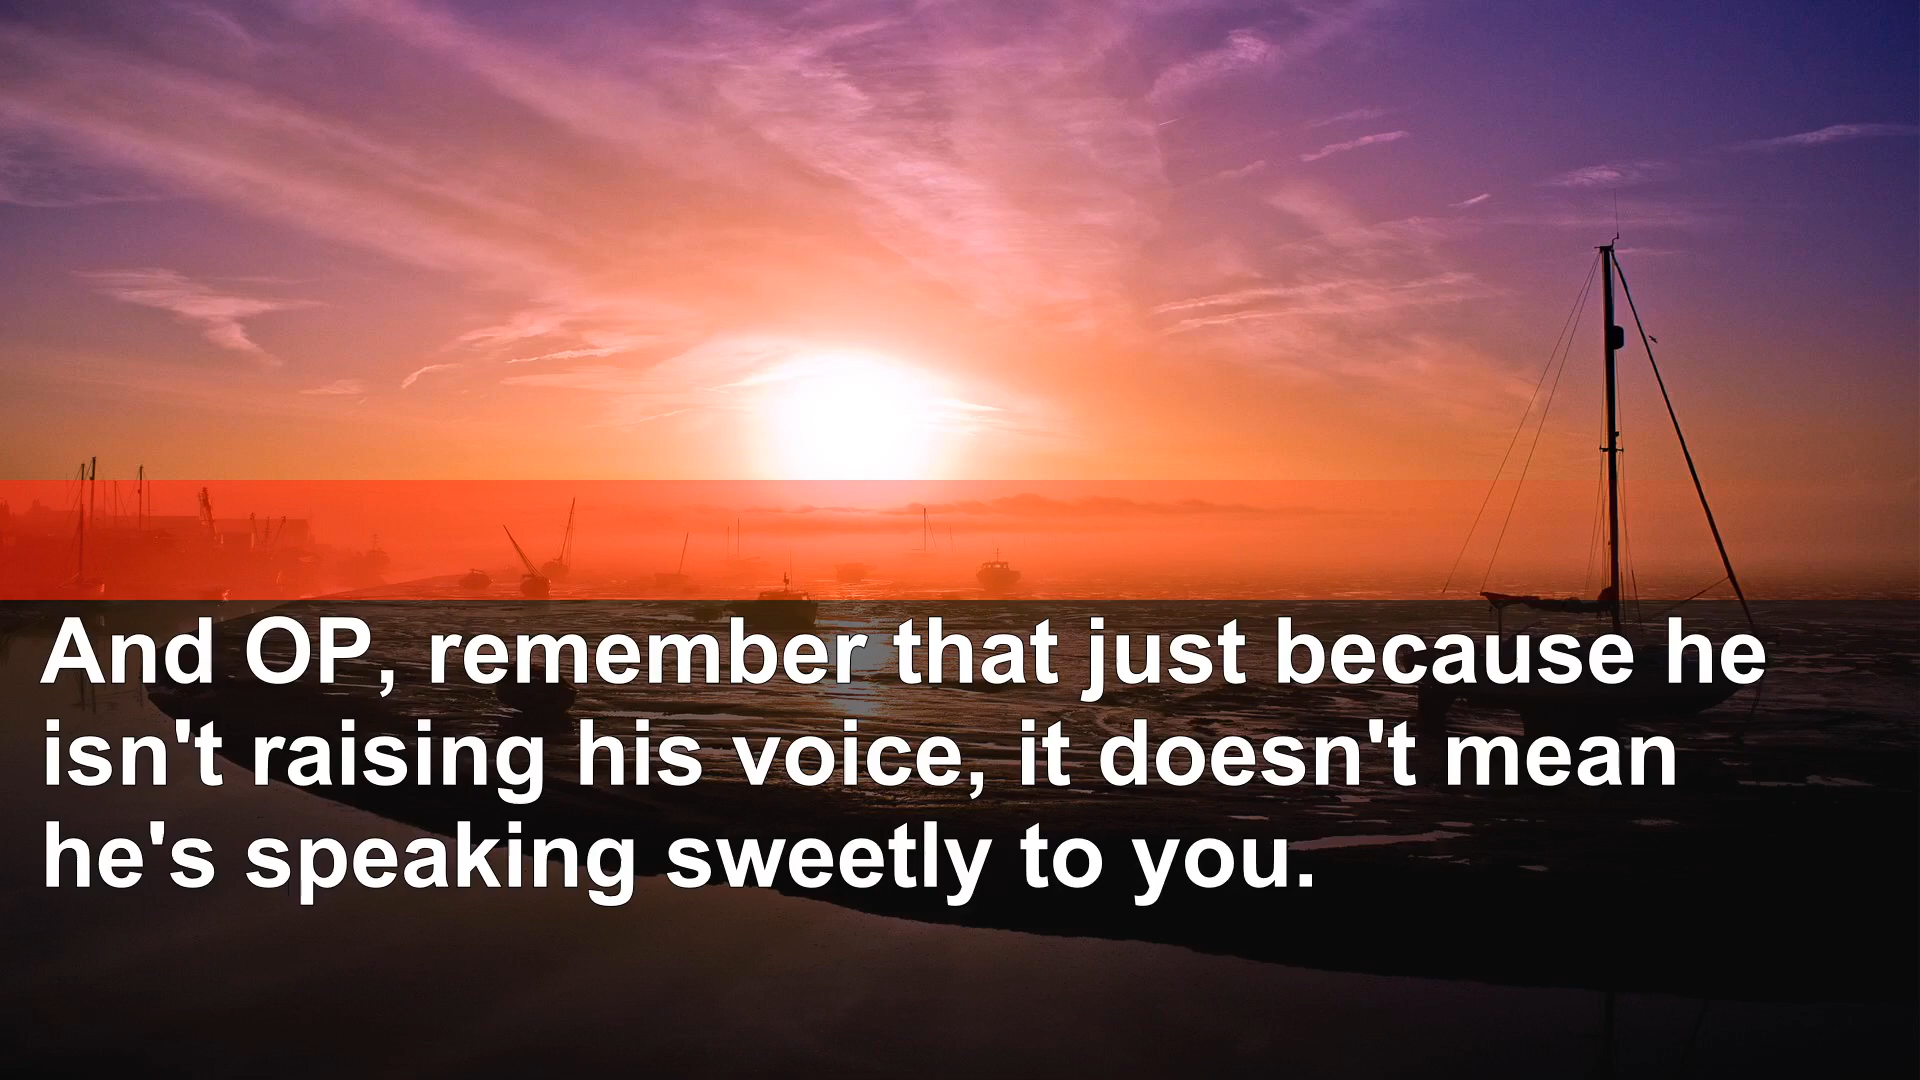 And OP, remember that just because he
isn't raising his voice, it doesn't mean
he's speaking sweetly to you.